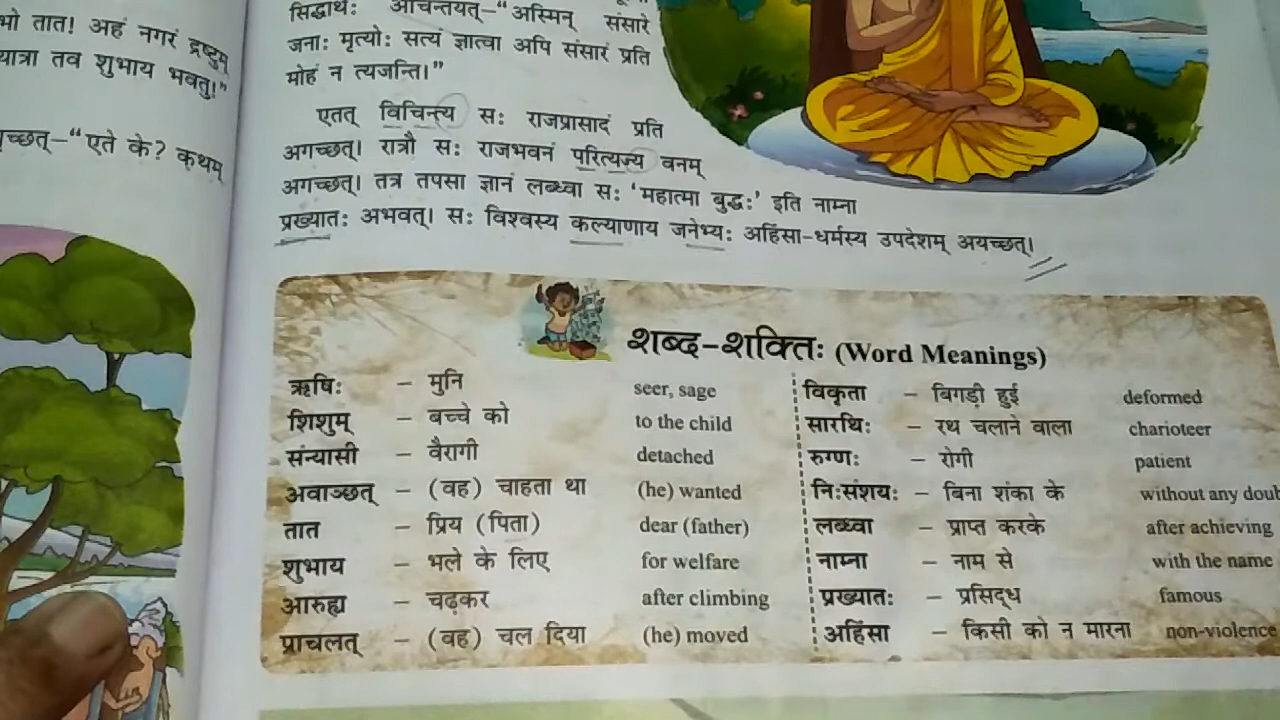 भो तात! अहं नगरं द्रष्टुम्
यात्रा तव शुभाय भवतु!”
“एते के? कथम्
सिद्धार्थः अचिन्तयत्–“अस्मिन् संसारे
जनाः मृत्योः सत्यं ज्ञात्वा अपि संसारं प्रति
मोहं न त्यजन्ति।”
एतत् विचिन्त्य सः राजप्रासादं प्रति
अगच्छत्। रात्रौ सः राजभवनं परित्यज्य वनम्
अगच्छत्। तत्र तपसा ज्ञानं लब्ध्वा सः ‘महात्मा बुद्धः’ इति नाम्ना
प्रख्यातः अभवत्। सः विश्वस्य कल्याणाय जनेभ्यः अहिंसा-धर्मस्य उपदेशम् अयच्छत्।
शब्द-शक्तिः (Word Meanings)
ऋषिः – मुनि seer, sage
शिशुम् – बच्चे को to the child
संन्यासी – वैरागी detached
अवाञ्छत् – (वह) चाहता था (he) wanted
तात – प्रिय (पिता) dear (father)
शुभाय – भले के लिए for welfare
आरुह्य – चढ़कर after climbing
प्राचलत् – (वह) चल दिया (he) moved
विकृता – बिगड़ी हुई deformed
सारथिः – रथ चलाने वाला charioteer
रुग्णः – रोगी patient
निःसंशयः – बिना शंका के without any
लब्ध्वा – प्राप्त करके after achieving
नाम्ना – नाम से with the name
प्रख्यातः – प्रसिद्ध famous
अहिंसा – किसी को न मारना non-violence